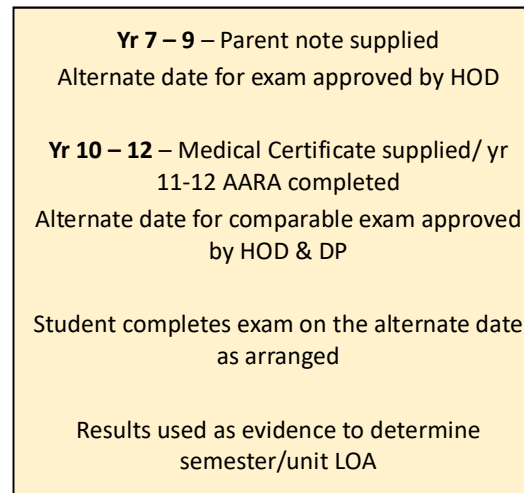 Yr 7 – 9 – Parent note supplied
Alternate date for exam approved by HOD
Yr 10 – 12 – Medical Certificate supplied/ yr
11-12 AARA completed
Alternate date for comparable exam approved
by HOD & DP
Student completes exam on the alternate date
as arranged
Results used as evidence to determine
semester/unit LOA